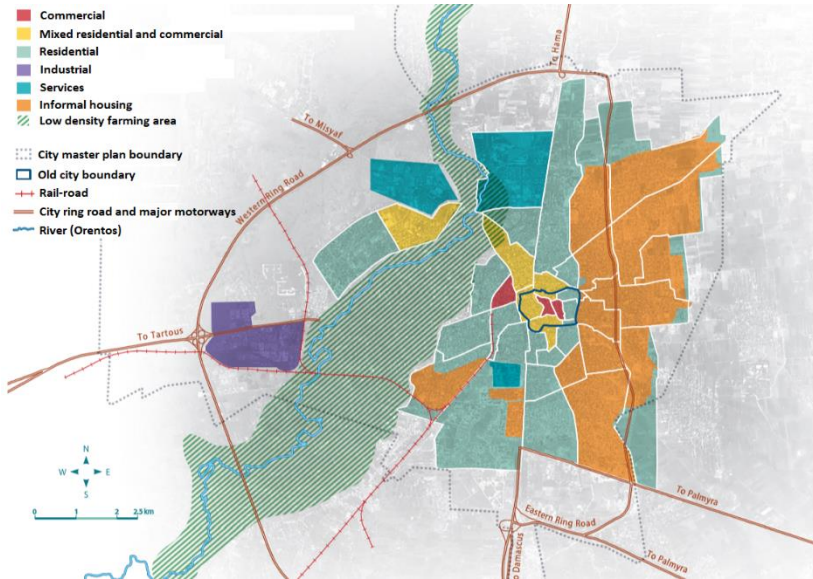 Commercial
Mixed residential and commercial
Residential
Industrial
Services
Informal housing
Low density farming area
City master plan boundary
Old city boundary
Rail-road
City ring road and major motorways
River (Orentos)
To Hama
To Misyaf
Western Ring Road
To Tartous
N
W
E
S
0
1
2
2,5 km
To Palmyra
Eastern Ring Road
To Palmyra
To Damascus